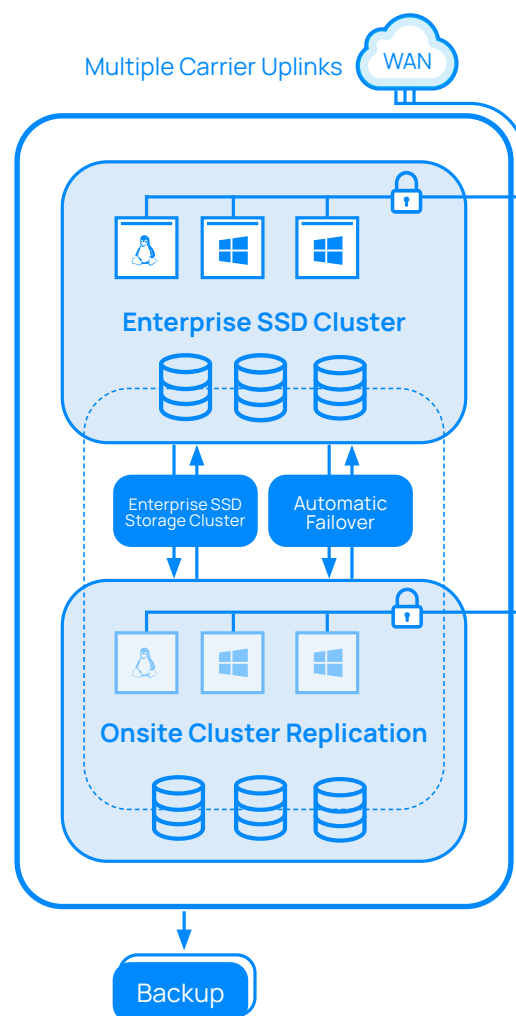 Multiple Carrier Uplinks
WAN
Enterprise SSD Cluster
Enterprise SSD
Storage Cluster
Automatic
Failover
Onsite Cluster Replication
Backup